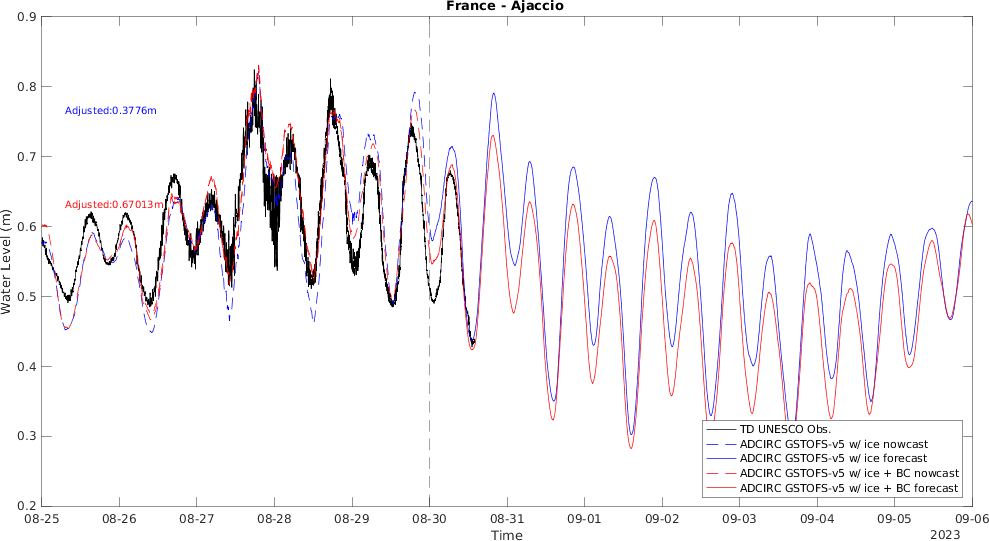 France - Ajaccio
0.9
0.8
0.7
0.6
0.5
0.4
0.3
0.2
Water Level (m)
Adjusted:0.3776m
Adjusted:0.67013m
TD UNESCO Obs.
ADCIRC GSTOFS-v5 w/ ice nowcast
ADCIRC GSTOFS-v5 w/ ice forecast
ADCIRC GSTOFS-v5 w/ ice + BC nowcast
ADCIRC GSTOFS-v5 w/ ice + BC forecast
08-25 08-26 08-27 08-28 08-29 08-30 08-31 09-01 09-02 09-03 09-04 09-05 09-06
Time
2023